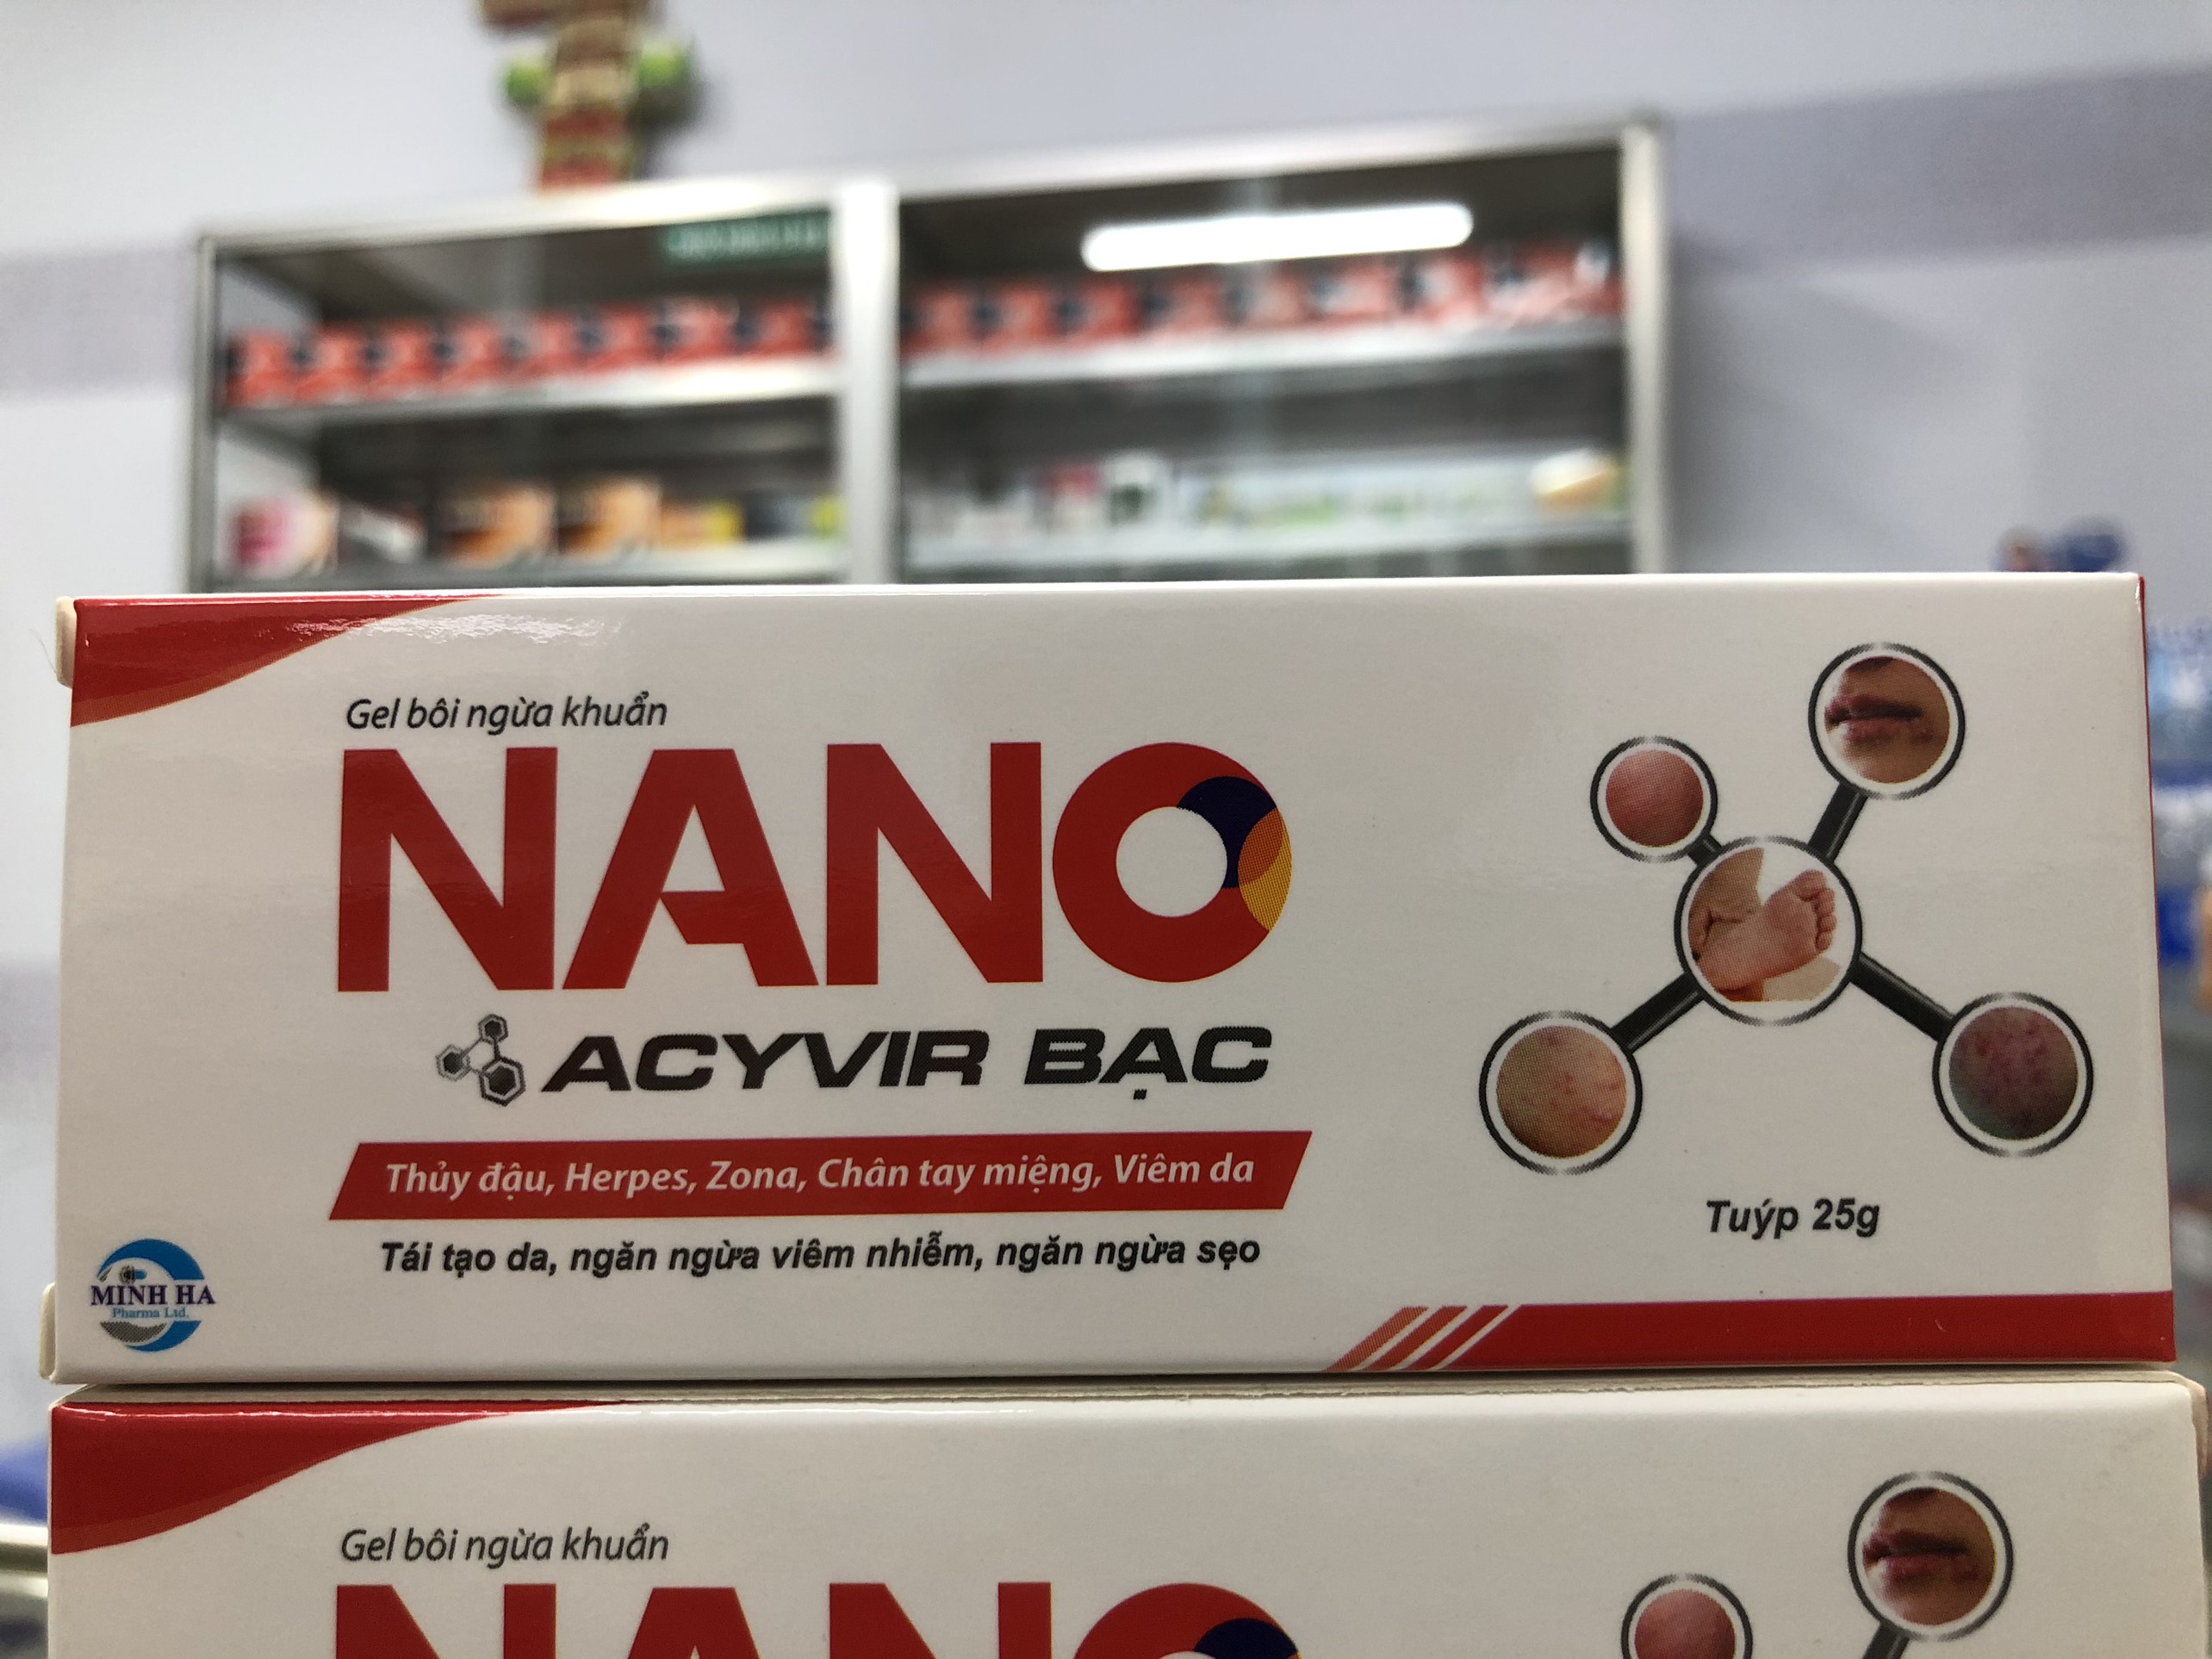 Gel bôi ngừa khuẩn
NANO
ACYVIR BẠC
Thủy đậu, Herpes, Zona, Chân tay miệng, Viêm da
Tái tạo da, ngăn ngừa viêm nhiễm, ngăn ngừa sẹo
Tuýp 25g
MINH HA
Pharma Ltd.
Gel bôi ngừa khuẩn
NANO